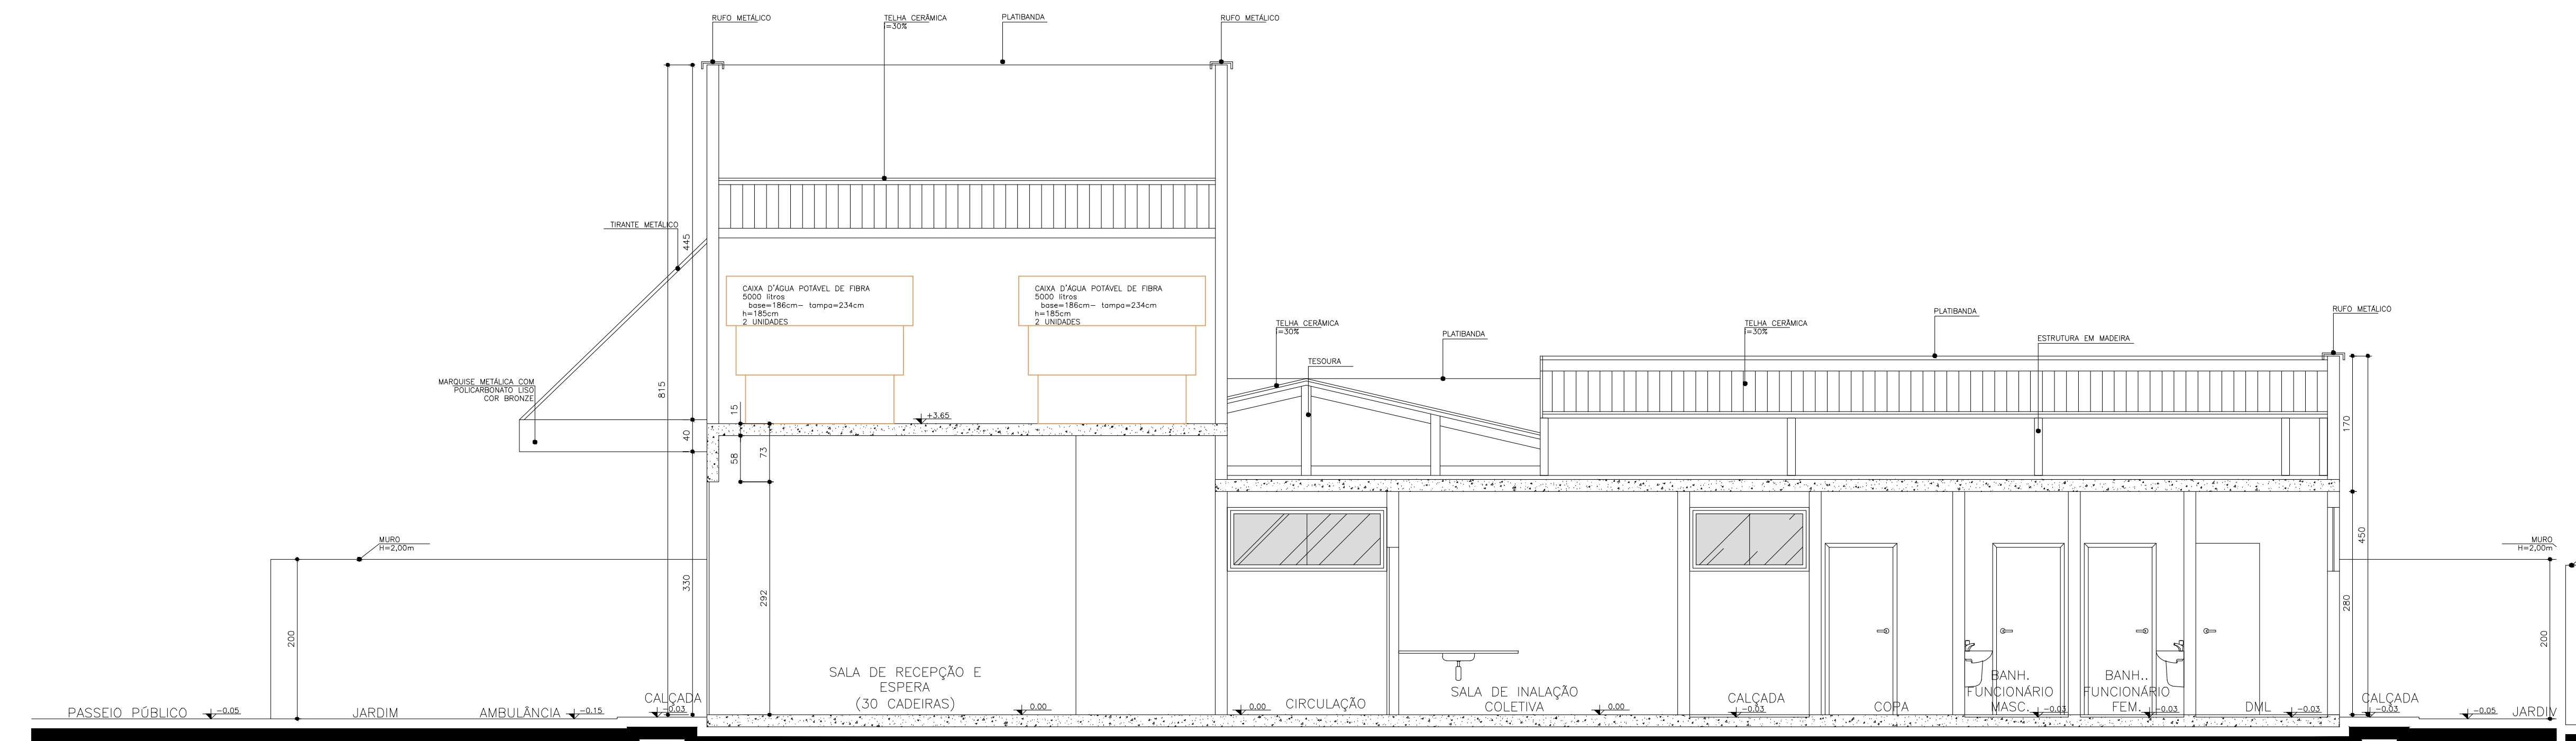 RUFO METÁLICO
TELHA CERÂMICA
i=30%
PLATIBANDA
RUFO METÁLICO
TIRANTE METÁLICO
445
CAIXA D'ÁGUA POTÁVEL DE FIBRA
5000 litros
base=186cm- tampa=234cm
h=185cm
2 UNIDADES
CAIXA D'ÁGUA POTÁVEL DE FIBRA
5000 litros
base=186cm- tampa=234cm
h=185cm
2 UNIDADES
TELHA CERÂMICA
i=30%
TESOURA
PLATIBANDA
TELHA CERÂMICA
i=30%
PLATIBANDA
ESTRUTURA EM MADEIRA
RUFO METÁLICO
MARQUISE METÁLICA COM
POLICARBONATO LISO
COR BRONZE
815
15
+3.65
40
58
73
170
450
MURO
H=2,00m
MURO
H=2,00m
330
292
280
200
200
PASSEIO PÚBLICO
-0.05
JARDIM
AMBULÂNCIA
-0.15
CALÇADA
-0.03
SALA DE RECEPÇÃO E
ESPERA
(30 CADEIRAS)
0.00
0.00
CIRCULAÇÃO
SALA DE INALAÇÃO
COLETIVA
0.00
CALÇADA
-0.03
COPA
BANH.
FUNCIONÁRIO
MASC.
-0.03
BANH..
FUNCIONÁRIO
FEM.
-0.03
DML
-0.03
CALÇADA
-0.03
-0.05
JARDIM